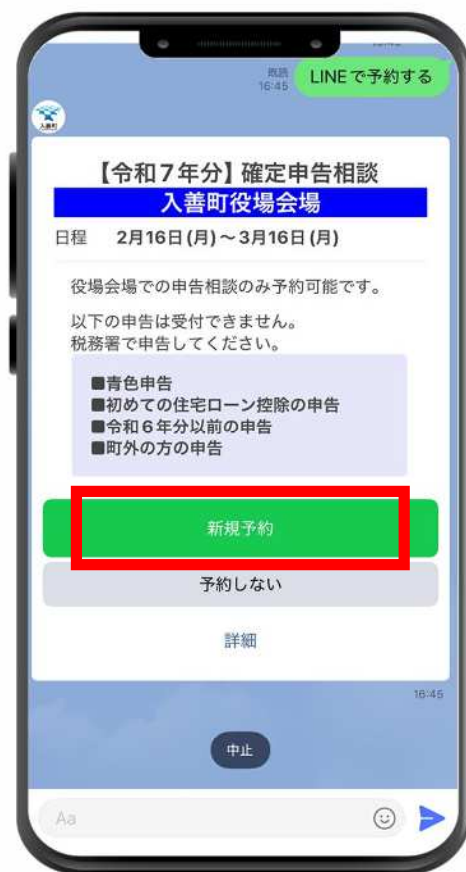 既読
16:45
LINEで予約する
入善町
【令和7年分】確定申告相談
入善町役場会場
日程 2月16日(月)～3月16日(月)
役場会場での申告相談のみ予約可能です。
以下の申告は受付できません。
税務署で申告してください。
■青色申告
■初めての住宅ローン控除の申告
■令和6年分以前の申告
■町外の方の申告
新規予約
予約しない
詳細
16:45
中止
Aa